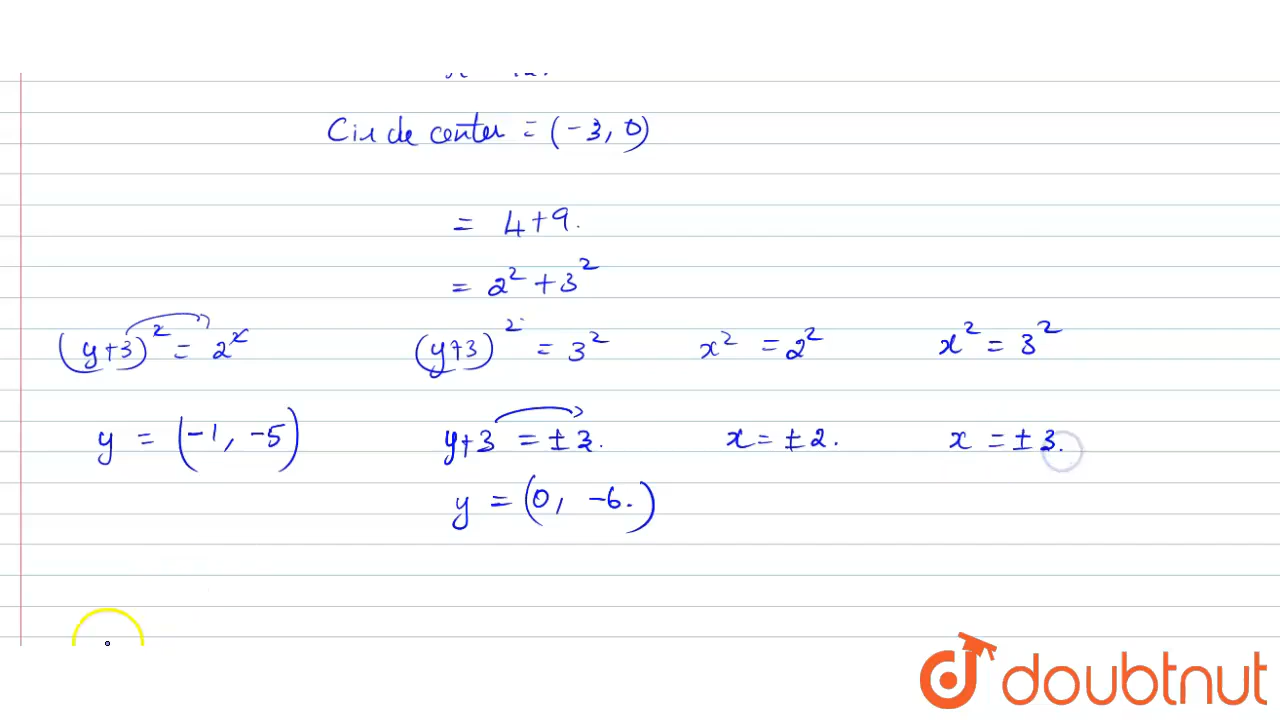 Circle center = (-3, 0)
= 4+9.
= 2² + 3²
(y+3)² = 2² (y+3)² = 3² x² = 2² x² = 3²
y = (-1, -5) y+3 = ±3. x = ±2. x = ±3.
y = (0, -6.)
doubtnut